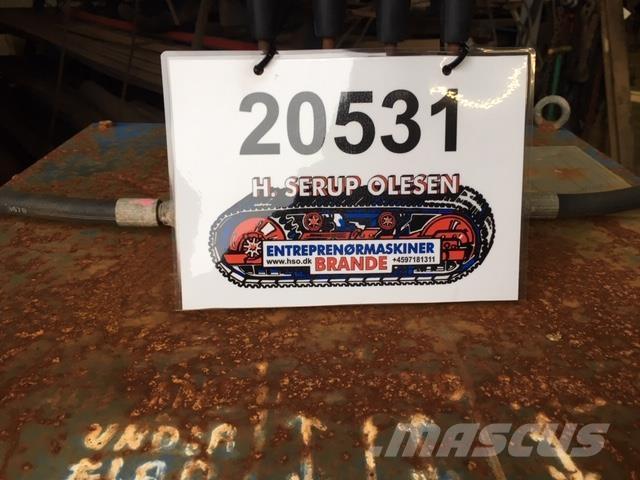 20531
H. SERUP OLESEN
ENTREPRENØRMASKINER
www.hso.dk BRANDE +4597181311
MASCUS